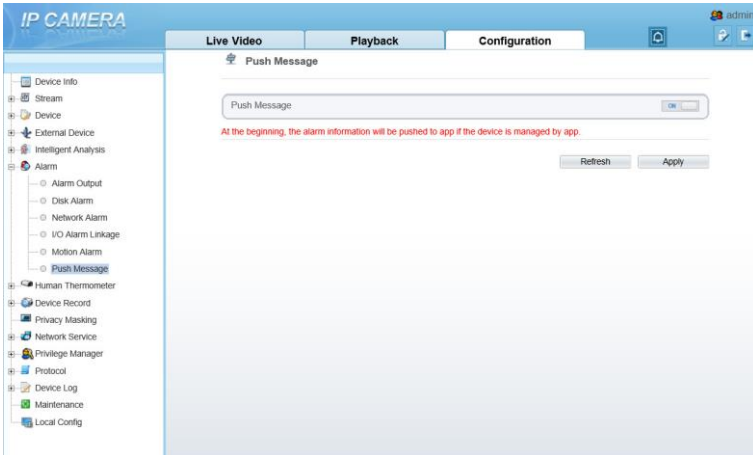 IP CAMERA
admin
Live Video
Playback
Configuration
Push Message
Device Info
Stream
Device
External Device
Intelligent Analysis
Alarm
Alarm Output
Disk Alarm
Network Alarm
I/O Alarm Linkage
Motion Alarm
Push Message
Human Thermometer
Device Record
Privacy Masking
Network Service
Privilege Manager
Protocol
Device Log
Maintenance
Local Config
Push Message
ON
At the beginning, the alarm information will be pushed to app if the device is managed by app.
Refresh
Apply